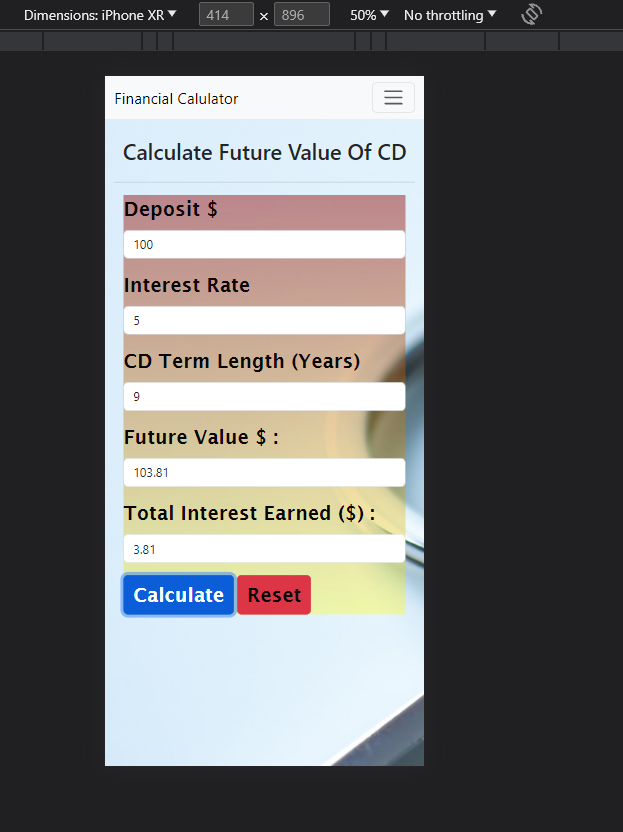 Dimensions: iPhone XR 414 × 896 50% No throttling
Financial Calulator
Calculate Future Value Of CD
Deposit $
100
Interest Rate
5
CD Term Length (Years)
9
Future Value $ :
103.81
Total Interest Earned ($) :
3.81
Calculate Reset